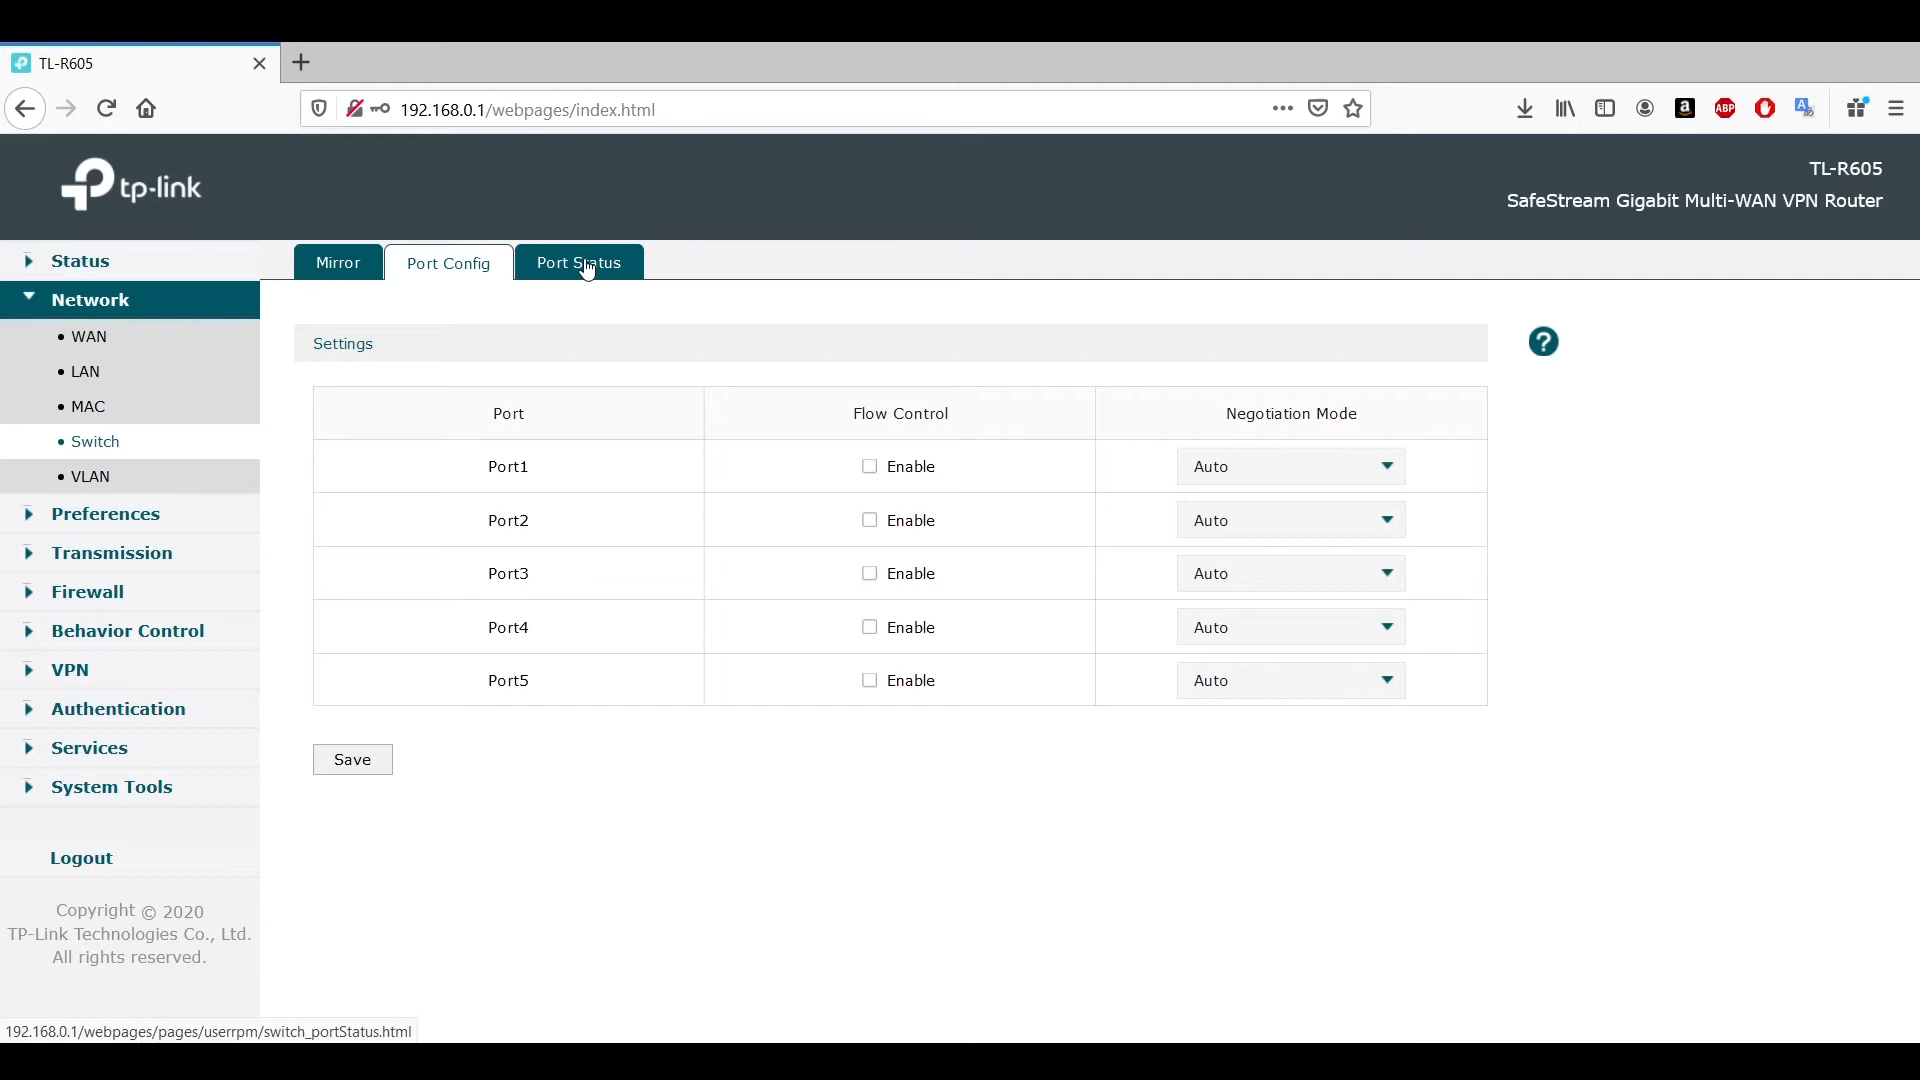 TL-R605
192.168.0.1/webpages/index.html
ABP
tp-link
TL-R605
SafeStream Gigabit Multi-WAN VPN Router
Status
Network
WAN
LAN
MAC
Switch
VLAN
Preferences
Transmission
Firewall
Behavior Control
VPN
Authentication
Services
System Tools
Logout
Copyright © 2020
TP-Link Technologies Co., Ltd.
All rights reserved.
Mirror
Port Config
Port Status
Settings
?
Port Flow Control Negotiation Mode
Port1 Enable Auto
Port2 Enable Auto
Port3 Enable Auto
Port4 Enable Auto
Port5 Enable Auto
Save
192.168.0.1/webpages/pages/userrpm/switch_portStatus.html